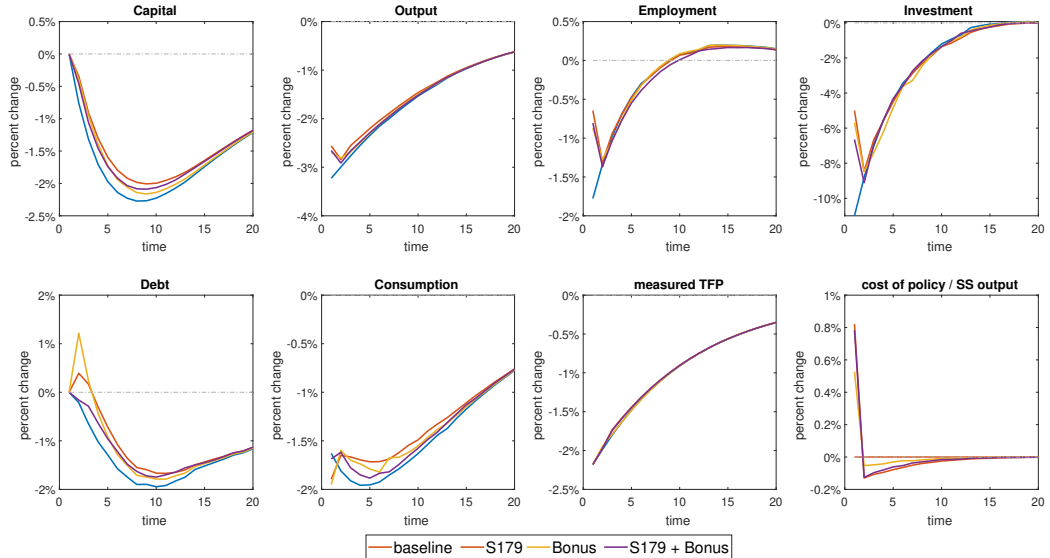 Capital
0.5%
0%
-0.5%
-1%
-1.5%
-2%
-2.5%
percent change
0 5 10 15 20
time
Output
0%
-1%
-2%
-3%
-4%
percent change
0 5 10 15 20
time
Employment
0.5%
0%
-0.5%
-1%
-1.5%
-2%
percent change
0 5 10 15 20
time
Investment
0%
-2%
-4%
-6%
-8%
-10%
percent change
0 5 10 15 20
time
Debt
2%
1%
0%
-1%
-2%
percent change
0 5 10 15 20
time
Consumption
0%
-0.5%
-1%
-1.5%
-2%
percent change
0 5 10 15 20
time
measured TFP
0%
-0.5%
-1%
-1.5%
-2%
-2.5%
percent change
0 5 10 15 20
time
cost of policy / SS output
1%
0.8%
0.6%
0.4%
0.2%
0%
-0.2%
percent change
0 5 10 15 20
time
baseline S179 Bonus S179 + Bonus